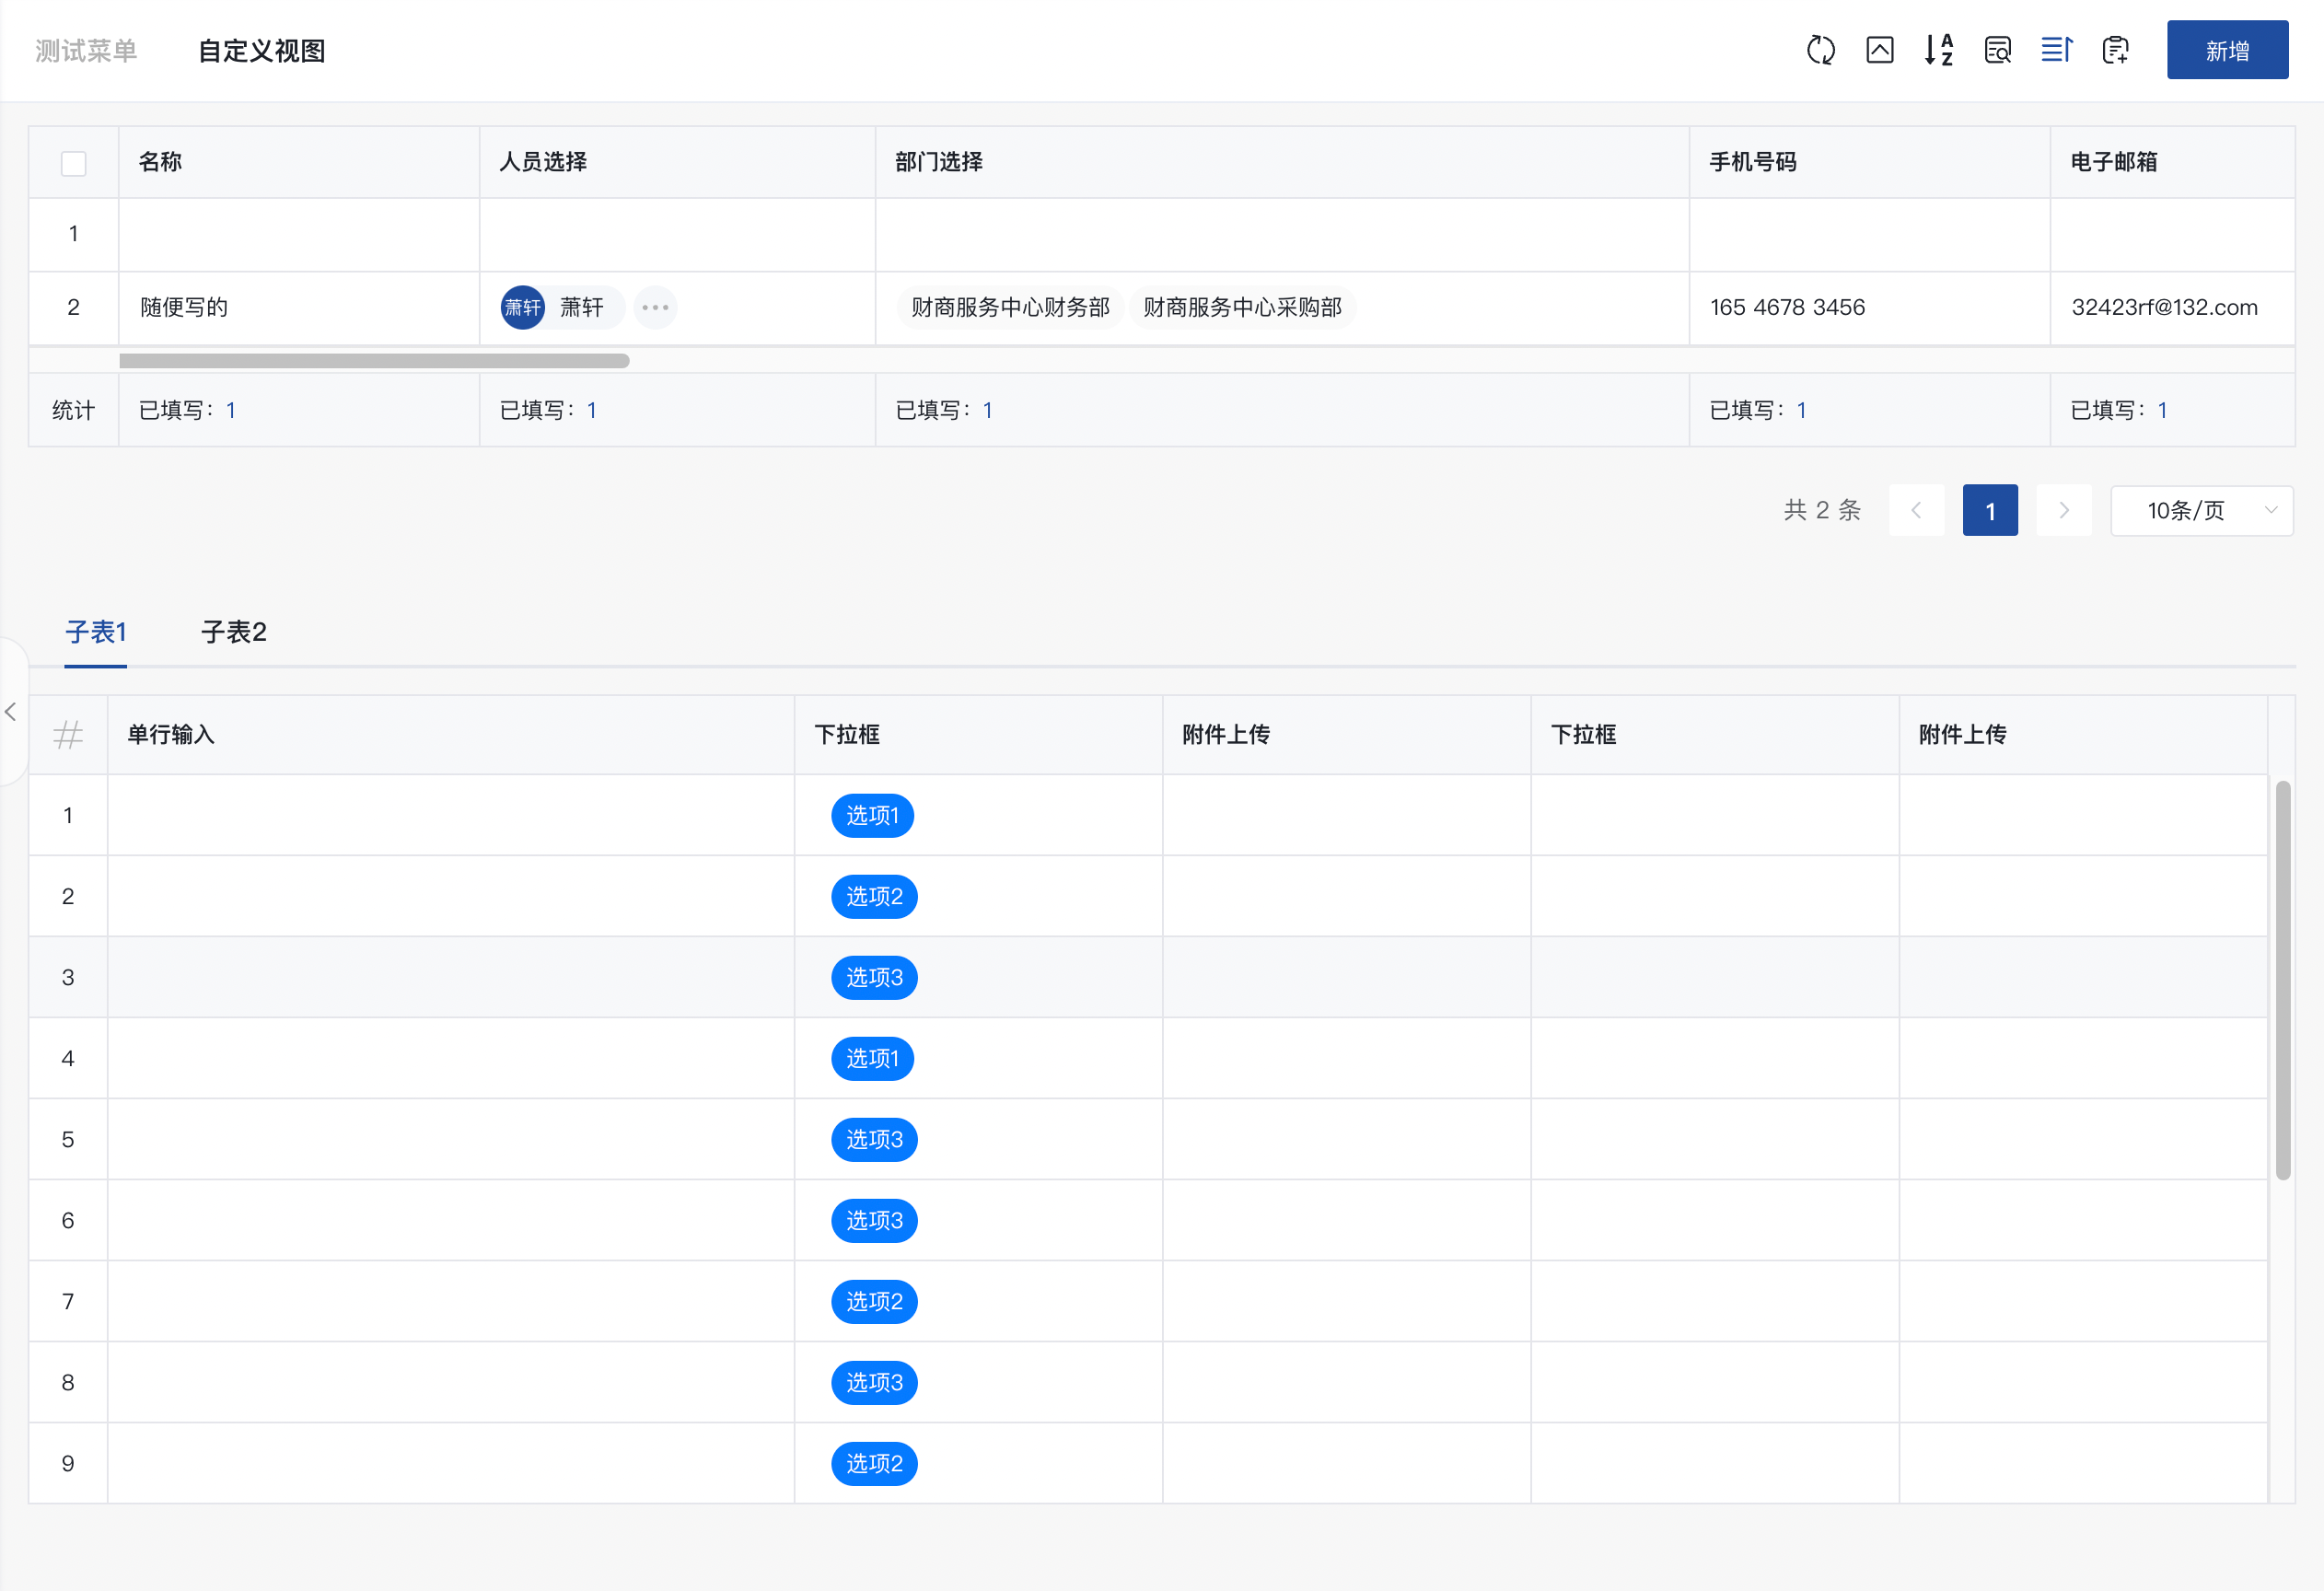 测试菜单 自定义视图 新增
名称 人员选择 部门选择 手机号码 电子邮箱
1
2 随便写的 萧轩 萧轩 ••• 财商服务中心财务部 财商服务中心采购部 165 4678 3456 32423rf@132.com
统计 已填写：1 已填写：1 已填写：1 已填写：1 已填写：1
共 2 条 1 10条/页
子表1 子表2
# 单行输入 下拉框 附件上传 下拉框 附件上传
1 选项1
2 选项2
3 选项3
4 选项1
5 选项3
6 选项3
7 选项2
8 选项3
9 选项2